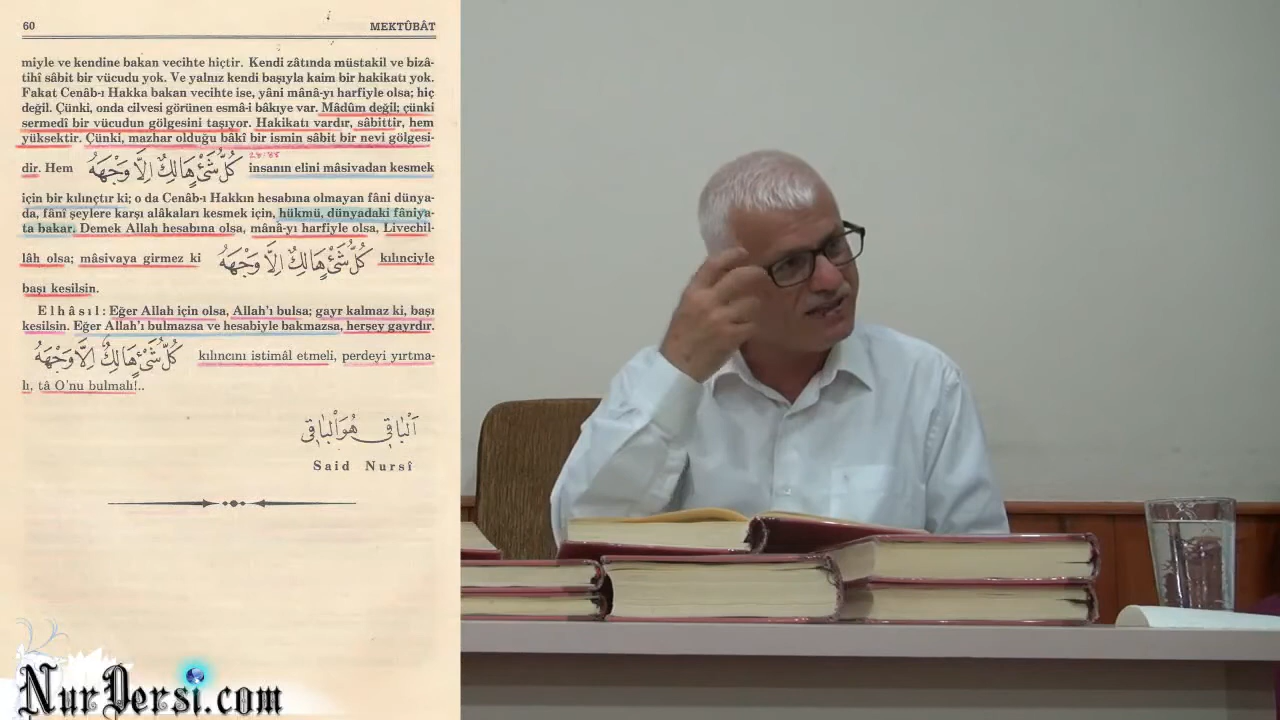 60 MEKTÛBÂT
miyle ve kendine bakan vecihte hiçtir. Kendi zâtında müstakil ve bizâ-
tihî sâbit bir vücudu yok. Ve yalnız kendi başıyla kaim bir hakikatı yok.
Fakat Cenâb-ı Hakka bakan vecihte ise, yâni mânâ-yı harfiyle olsa; hiç
değil. Çünki, onda cilvesi görünen esmâ-i bâkıye var. Mâdûm değil; çünki
sermedî bir vücudun gölgesini taşıyor. Hakikatı vardır, sâbittir, hem
yüksektir. Çünki, mazhar olduğu bâkî bir ismin sâbit bir nevi gölgesi-
dir. Hem كُلُّ شَىْءٍ هَالِكٌ اِلَّا وَجْهَهُ 28/88 insanın elini mâsivadan kesmek
için bir kılınçtır ki; o da Cenâb-ı Hakkın hesabına olmayan fâni dünya-
da, fânî şeylere karşı alâkaları kesmek için, hükmü, dünyadaki fâniya-
ta bakar. Demek Allah hesabına olsa, mânâ-yı harfiyle olsa, Livechil-
lâh olsa; mâsivaya girmez ki كُلُّ شَىْءٍ هَالِكٌ اِلَّا وَجْهَهُ kılınciyle
başı kesilsin.
Elhâsıl: Eğer Allah için olsa, Allah'ı bulsa; gayr kalmaz ki, başı
kesilsin. Eğer Allah'ı bulmazsa ve hesabiyle bakmazsa, herşey gayrdır.
كُلُّ شَىْءٍ هَالِكٌ اِلَّا وَجْهَهُ kılıncını istimâl etmeli, perdeyi yırtma-
lı, tâ O'nu bulmalı!..
اَلْبَاقِى هُوَ الْبَاقِى
Said Nursî
NurDersi.com